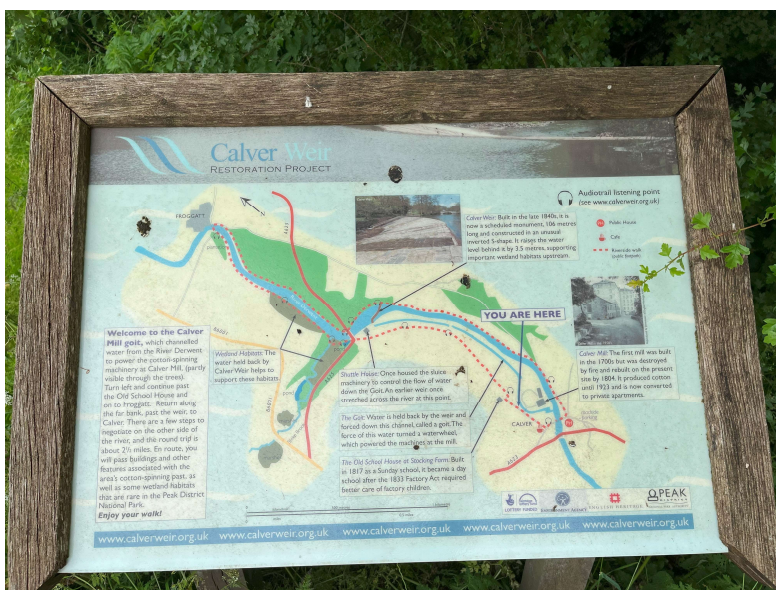 Calver Weir
RESTORATION PROJECT
Audiotrail listening point
(see www.calverweir.org.uk)
Public House
Café
Riverside walk
(public footpath)
FROGGATT
N
Calver Weir: Built in the late 1840s, it is
now a scheduled monument, 106 metres
long and constructed in an unusual
inverted S-shape. It raises the water
level behind it by 3.5 metres, supporting
important wetland habitats upstream.
YOU ARE HERE
Welcome to the Calver
Mill goit, which channelled
water from the River Derwent
to power the cotton-spinning
machinery at Calver Mill, (partly
visible through the trees).
Turn left and continue past
the Old School House and
on to Froggatt. Return along
the far bank, past the weir, to
Calver. There are a few steps to
negotiate on the other side of
the river, and the round trip is
about 2½ miles. En route, you
will pass buildings and other
features associated with the
area's cotton-spinning past, as
well as some wetland habitats
that are rare in the Peak District
National Park.
Enjoy your walk!
Wetland Habitats: The
water held back by
Calver Weir helps to
support these habitats
Shuttle House: Once housed the sluice
machinery to control the flow of water
down the Goit. An earlier weir once
stretched across the river at this point.
Calver Mill: The first mill was built
in the 1700s but was destroyed
by fire and rebuilt on the present
site by 1804. It produced cotton
until 1923 and is now converted
to private apartments.
The Goit: Water is held back by the weir and
forced down this channel, called a goit. The
force of this water turned a waterwheel,
which powered the machines at the mill.
The Old School House at Stocking Farm: Built
in 1817 as a Sunday school, it became a day
school after the 1833 Factory Act required
better care of factory children.
CALVER
A623
B6001
B6001
A625
A623
LOTTERY FUNDED
ENVIRONMENT AGENCY
ENGLISH HERITAGE
PEAK
DISTRICT
www.calverweir.org.uk www.calverweir.org.uk www.calverweir.org.uk www.calverweir.org.uk www.calverweir.org.uk